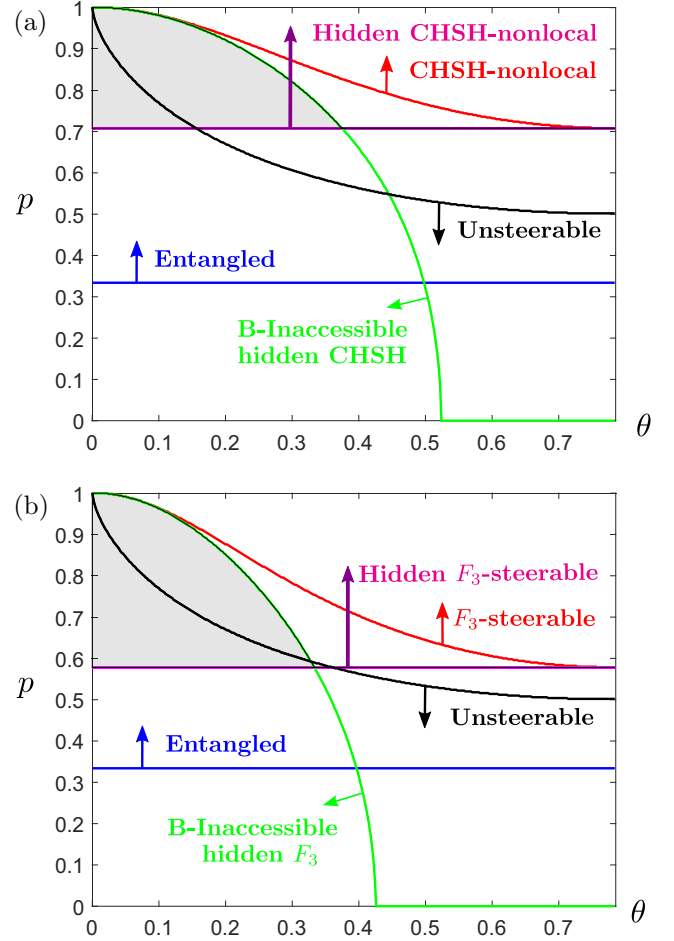 (a)
1
0.9
0.8
0.7
0.6
0.5
0.4
0.3
0.2
0.1
0
p
Hidden CHSH-nonlocal
CHSH-nonlocal
Unsteerable
Entangled
B-Inaccessible
hidden CHSH
0 0.1 0.2 0.3 0.4 0.5 0.6 0.7
θ
(b)
1
0.9
0.8
0.7
0.6
0.5
0.4
0.3
0.2
0.1
0
p
Hidden F₃-steerable
F₃-steerable
Unsteerable
Entangled
B-Inaccessible
hidden F₃
0 0.1 0.2 0.3 0.4 0.5 0.6 0.7
θ